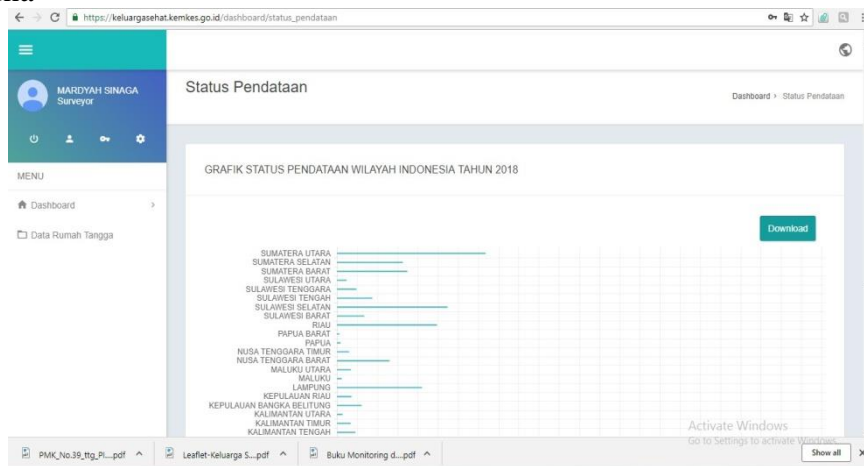 https://keluargasehat.kemkes.go.id/dashboard/status_pendataan
MARDYAH SINAGA
Surveyor
Status Pendataan
Dashboard > Status Pendataan
MENU
Dashboard >
Data Rumah Tangga
GRAFIK STATUS PENDATAAN WILAYAH INDONESIA TAHUN 2018
Download
SUMATERA UTARA
SUMATERA SELATAN
SUMATERA BARAT
SULAWESI UTARA
SULAWESI TENGGARA
SULAWESI TENGAH
SULAWESI SELATAN
SULAWESI BARAT
RIAU
PAPUA BARAT
PAPUA
NUSA TENGGARA TIMUR
NUSA TENGGARA BARAT
MALUKU UTARA
MALUKU
LAMPUNG
KEPULAUAN RIAU
KEPULAUAN BANGKA BELITUNG
KALIMANTAN UTARA
KALIMANTAN TIMUR
KALIMANTAN TENGAH
Activate Windows
Go to Settings to activate Windows.
PMK_No.39_ttg_Pl....pdf
Leaflet-Keluarga S....pdf
Buku Monitoring d....pdf
Show all